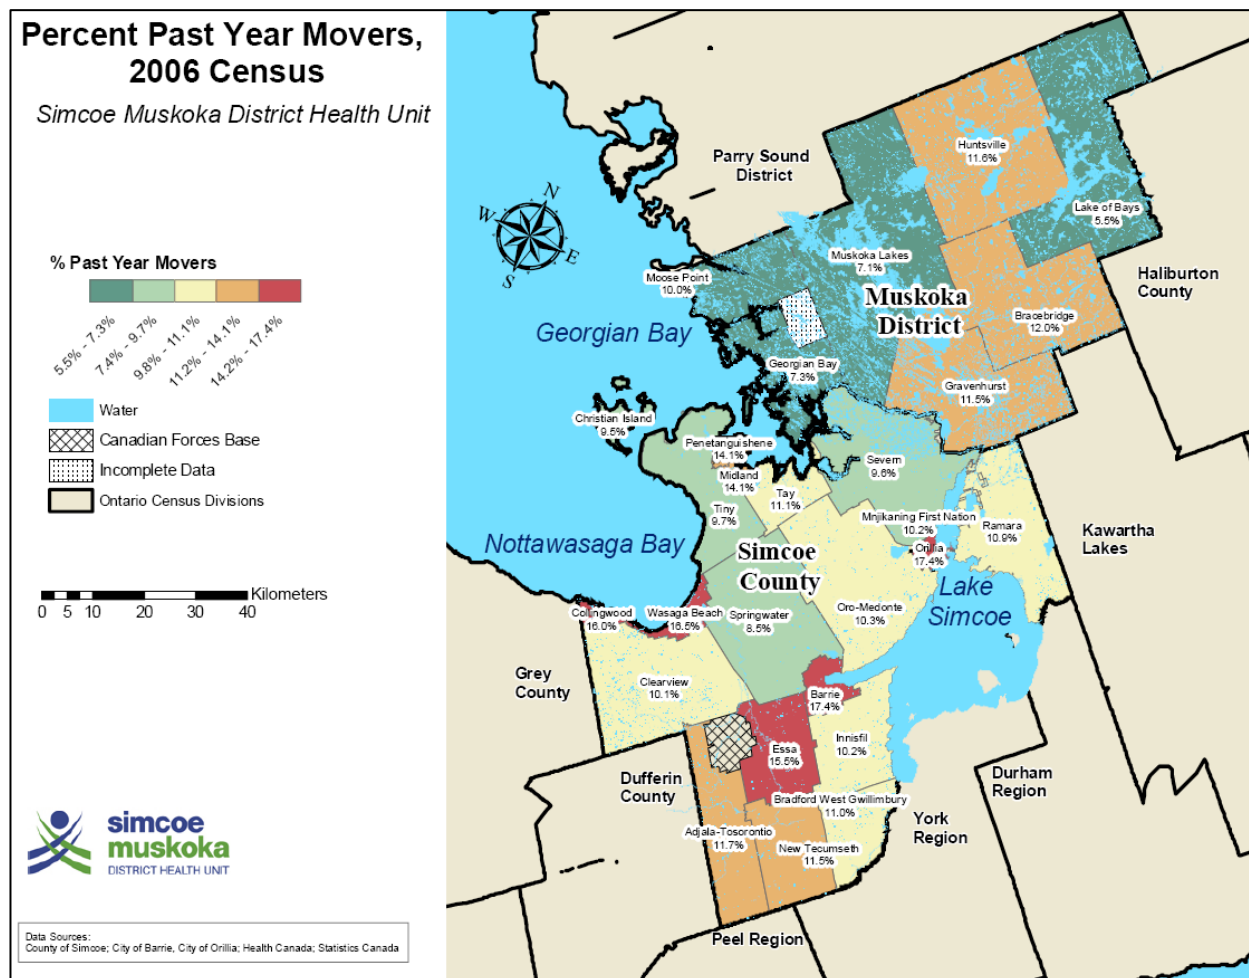 Percent Past Year Movers,
2006 Census
Simcoe Muskoka District Health Unit
% Past Year Movers
5.5% - 7.3%
7.4% - 9.7%
9.8% - 11.1%
11.2% - 14.1%
14.2% - 17.4%
Water
Canadian Forces Base
Incomplete Data
Ontario Census Divisions
0 5 10 20 30 40 Kilometers
simcoe
muskoka
DISTRICT HEALTH UNIT
Data Sources:
County of Simcoe; City of Barrie, City of Orillia; Health Canada; Statistics Canada
N
W
E
S
Parry Sound
District
Huntsville
11.6%
Lake of Bays
5.5%
Muskoka Lakes
7.1%
Moose Point
10.0%
Haliburton
County
Muskoka
District
Georgian Bay
Bracebridge
12.0%
Georgian Bay
7.3%
Gravenhurst
11.5%
Christian Island
9.5%
Penetanguishene
14.1%
Midland
14.1%
Severn
9.6%
Tay
11.1%
Tiny
9.7%
Mnjikaning First Nation
10.2%
Ramara
10.9%
Kawartha
Lakes
Orillia
17.4%
Nottawasaga Bay
Simcoe
County
Lake
Simcoe
Collingwood
16.0%
Wasaga Beach
16.5%
Springwater
8.5%
Oro-Medonte
10.3%
Grey
County
Clearview
10.1%
Barrie
17.4%
Innisfil
10.2%
Essa
15.5%
Dufferin
County
Durham
Region
Bradford West Gwillimbury
11.0%
York
Region
Adjala-Tosorontio
11.7%
New Tecumseth
11.5%
Peel Region